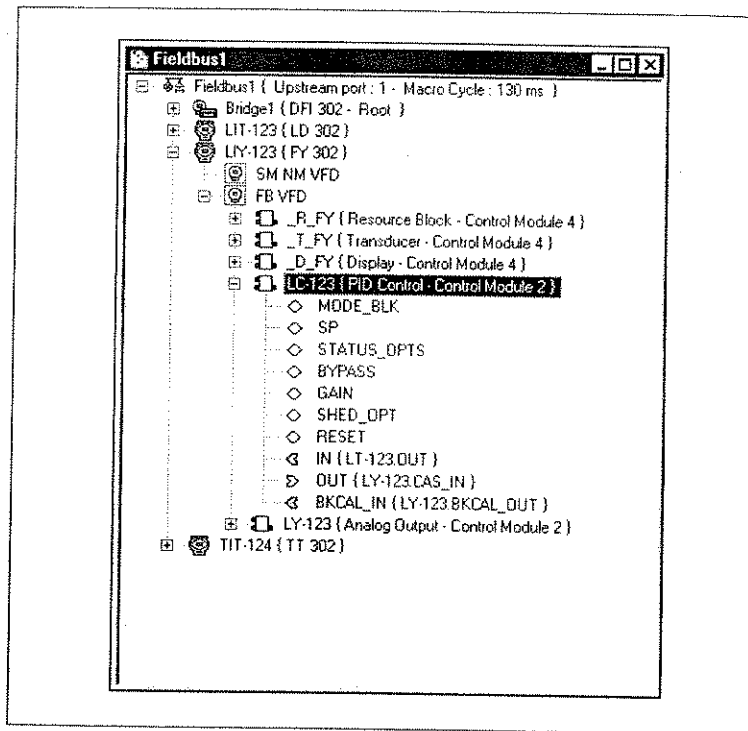 Fieldbus1
Fieldbus1 { Upstream port : 1 - Macro Cycle : 130 ms }
Bridge1 { DFI 302 - Root }
LIT-123 { LD 302 }
LIY-123 { FY 302 }
SM NM VFD
FB VFD
_R_FY { Resource Block - Control Module 4 }
_T_FY { Transducer - Control Module 4 }
_D_FY { Display - Control Module 4 }
LC-123 { PID Control - Control Module 2 }
MODE_BLK
SP
STATUS_OPTS
BYPASS
GAIN
SHED_OPT
RESET
IN { LT-123.OUT }
OUT { LY-123.CAS_IN }
BKCAL_IN { LY-123.BKCAL_OUT }
LY-123 { Analog Output - Control Module 2 }
TIT-124 { TT 302 }